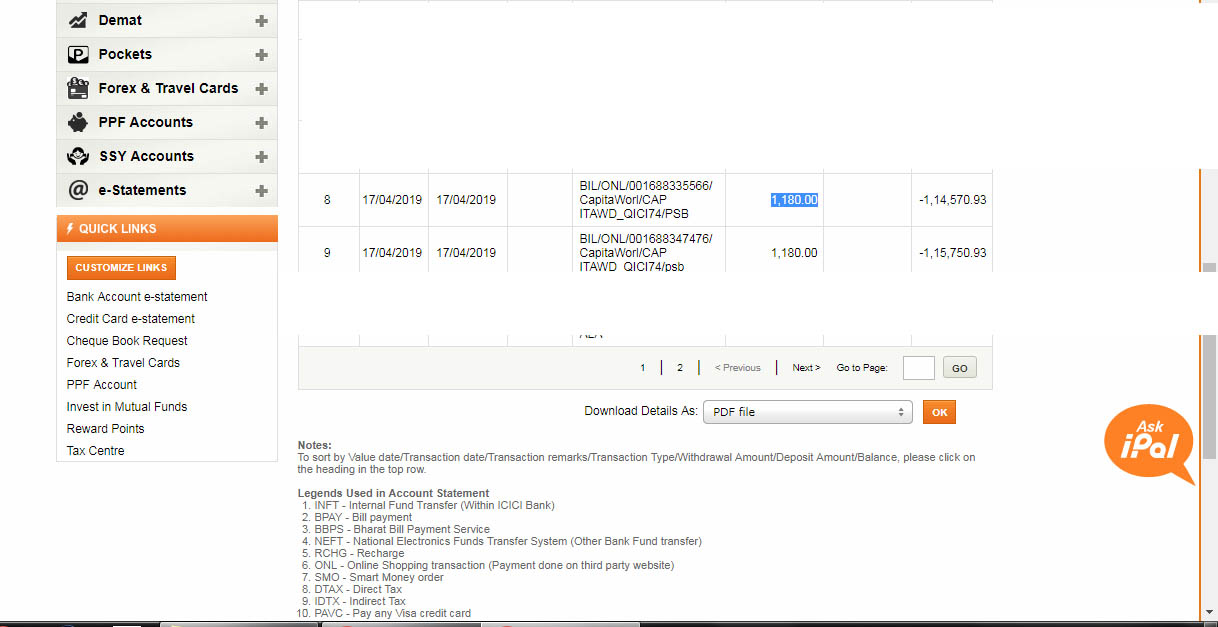 Demat
Pockets
Forex & Travel Cards
PPF Accounts
SSY Accounts
e-Statements
QUICK LINKS
CUSTOMIZE LINKS
Bank Account e-statement
Credit Card e-statement
Cheque Book Request
Forex & Travel Cards
PPF Account
Invest in Mutual Funds
Reward Points
Tax Centre
8 17/04/2019 17/04/2019 BIL/ONL/001688335566/ 1,180.00 -1,14,570.93
CapitaWorl/CAP
ITAWD_QICI74/PSB
9 17/04/2019 17/04/2019 BIL/ONL/001688347476/ 1,180.00 -1,15,750.93
CapitaWorl/CAP
ITAWD_QICI74/psb
1 | 2 | < Previous | Next > Go to Page: GO
Download Details As: PDF file OK
Notes:
To sort by Value date/Transaction date/Transaction remarks/Transaction Type/Withdrawal Amount/Deposit Amount/Balance, please click on
the heading in the top row.
Legends Used in Account Statement
1. INFT - Internal Fund Transfer (Within ICICI Bank)
2. BPAY - Bill payment
3. BBPS - Bharat Bill Payment Service
4. NEFT - National Electronics Funds Transfer System (Other Bank Fund transfer)
5. RCHG - Recharge
6. ONL - Online Shopping transaction (Payment done on third party website)
7. SMO - Smart Money order
8. DTAX - Direct Tax
9. IDTX - Indirect Tax
10. PAVC - Pay any Visa credit card
Ask
iPal